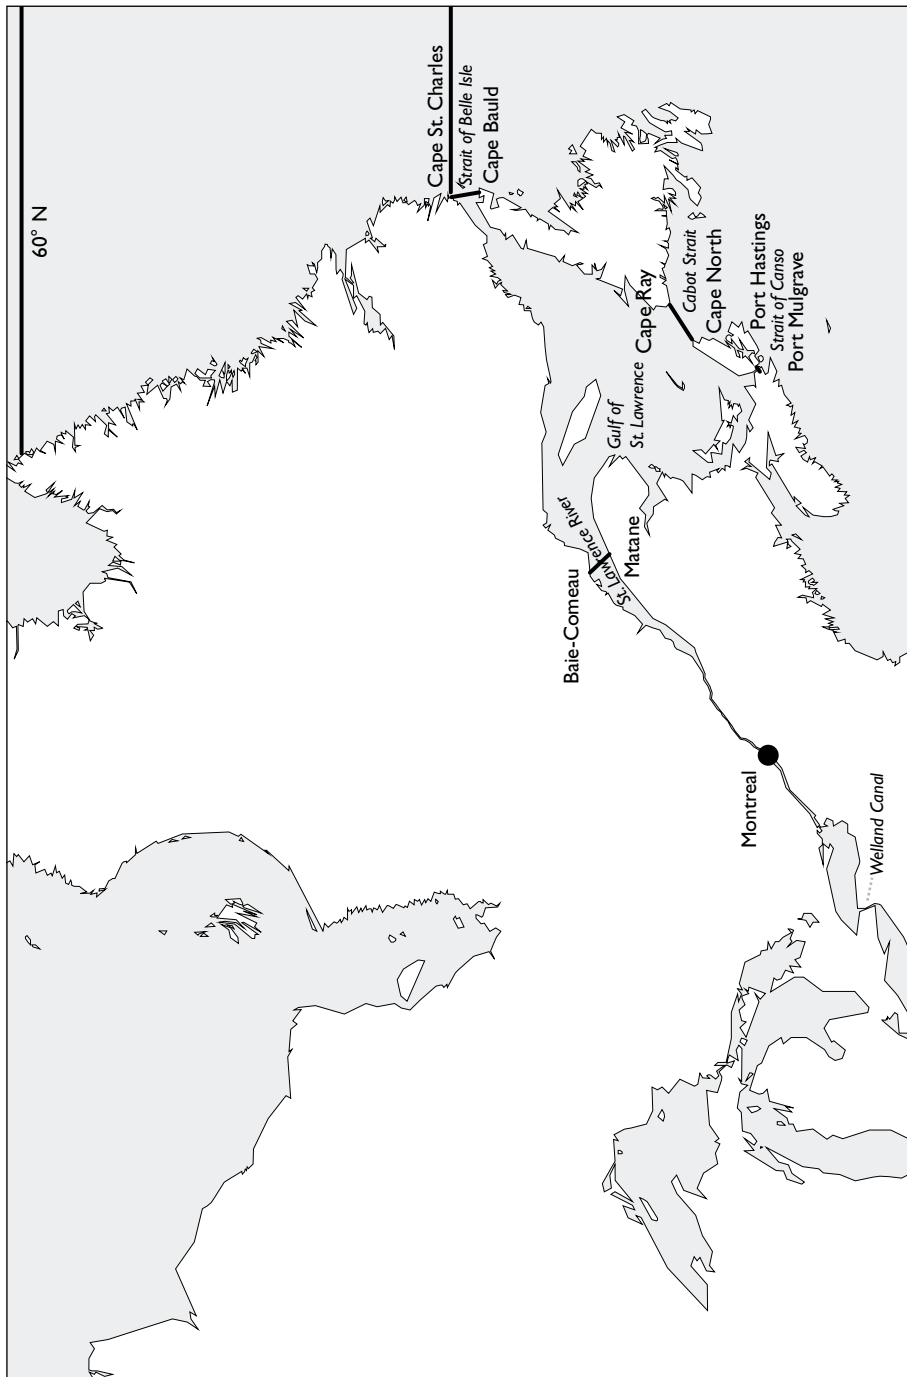 60° N
Cape St. Charles
Strait of Belle Isle
Cape Bauld
Gulf of
St. Lawrence
Cape Ray
Cabot Strait
Cape North
Port Hastings
Strait of Canso
Port Mulgrave
St. Lawrence River
Baie-Comeau
Matane
Montreal
Welland Canal